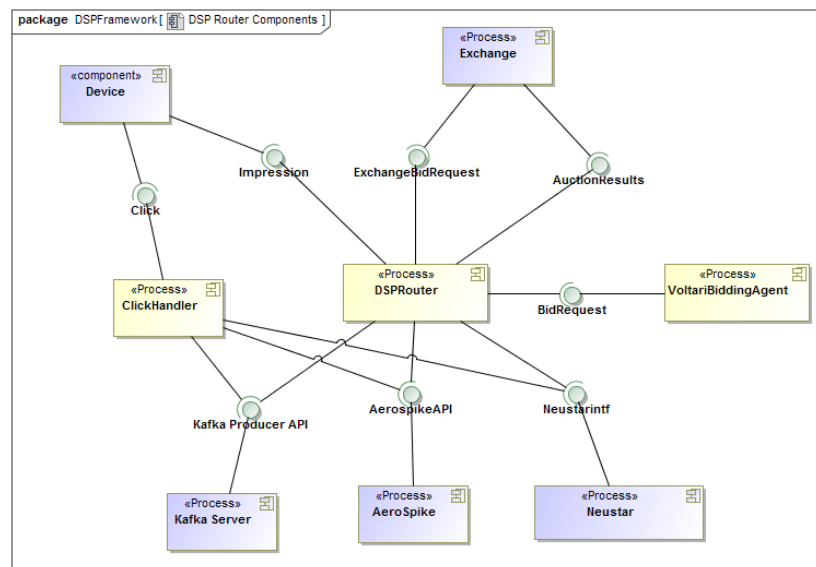 package DSPFramework[ DSP Router Components ]
«Process»
Exchange
«component»
Device
Impression
ExchangeBidRequest
AuctionResults
Click
«Process»
ClickHandler
«Process»
DSPRouter
«Process»
VoltariBiddingAgent
BidRequest
Kafka Producer API
AerospikeAPI
Neustarintf
«Process»
Kafka Server
«Process»
AeroSpike
«Process»
Neustar